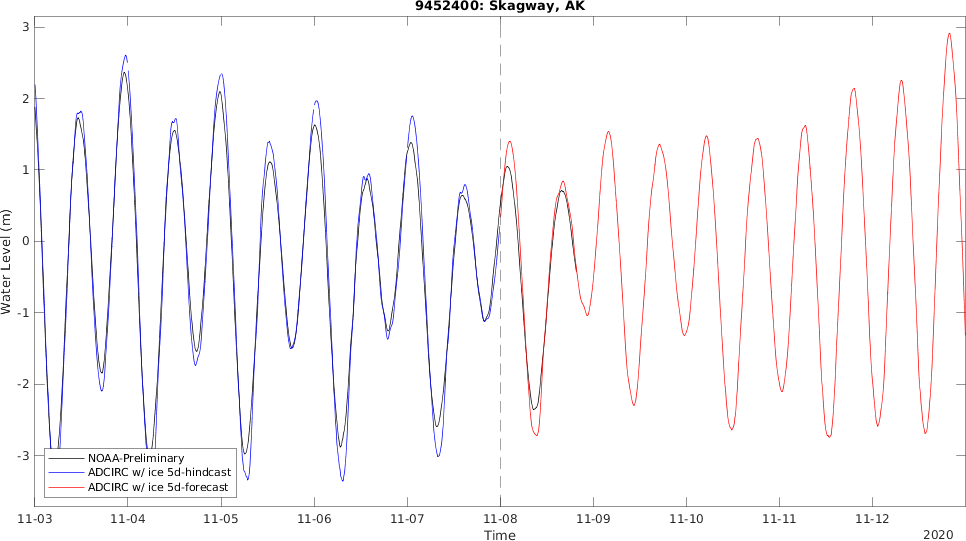 9452400: Skagway, AK
3
2
1
0
-1
-2
-3
Water Level (m)
NOAA-Preliminary
ADCIRC w/ ice 5d-hindcast
ADCIRC w/ ice 5d-forecast
11-03 11-04 11-05 11-06 11-07 11-08 11-09 11-10 11-11 11-12
Time
2020